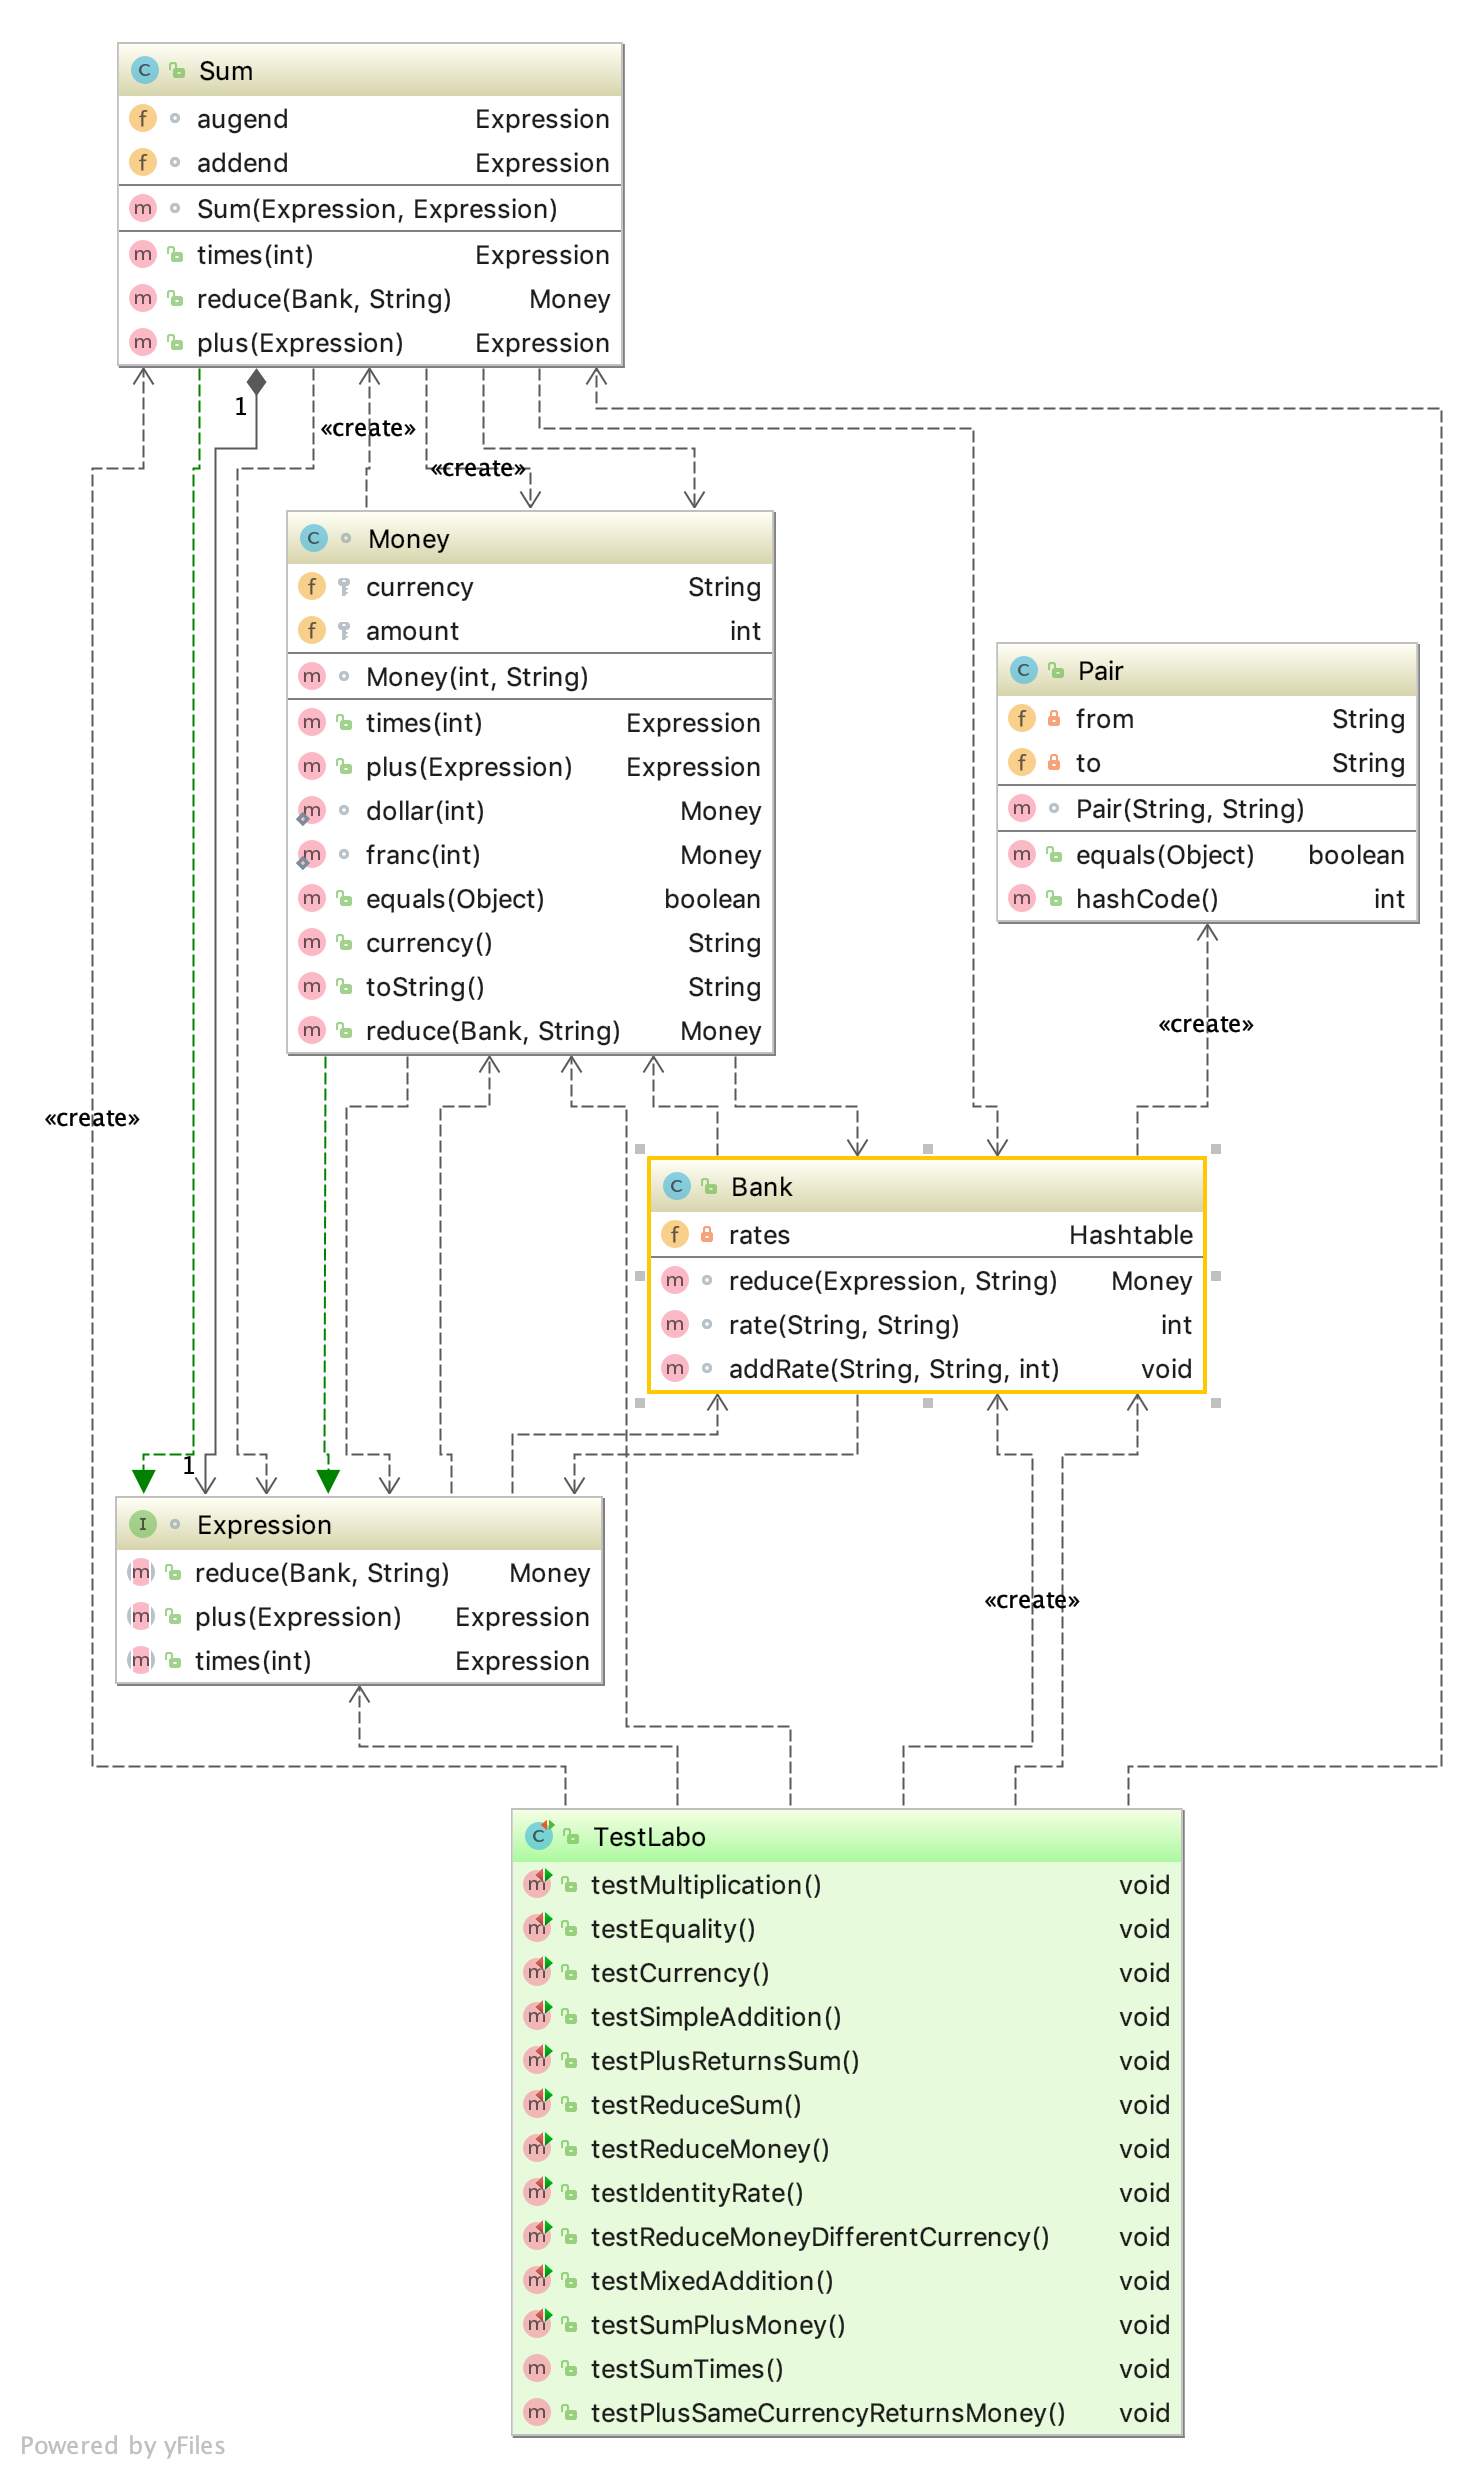 Sum
augend Expression
addend Expression
Sum(Expression, Expression)
times(int) Expression
reduce(Bank, String) Money
plus(Expression) Expression
1
«create»
«create»
Money
currency String
amount int
Money(int, String)
times(int) Expression
plus(Expression) Expression
dollar(int) Money
franc(int) Money
equals(Object) boolean
currency() String
toString() String
reduce(Bank, String) Money
Pair
from String
to String
Pair(String, String)
equals(Object) boolean
hashCode() int
«create»
«create»
Bank
rates Hashtable
reduce(Expression, String) Money
rate(String, String) int
addRate(String, String, int) void
1
Expression
reduce(Bank, String) Money
plus(Expression) Expression
times(int) Expression
«create»
TestLabo
testMultiplication() void
testEquality() void
testCurrency() void
testSimpleAddition() void
testPlusReturnsSum() void
testReduceSum() void
testReduceMoney() void
testIdentityRate() void
testReduceMoneyDifferentCurrency() void
testMixedAddition() void
testSumPlusMoney() void
testSumTimes() void
testPlusSameCurrencyReturnsMoney() void
Powered by yFiles